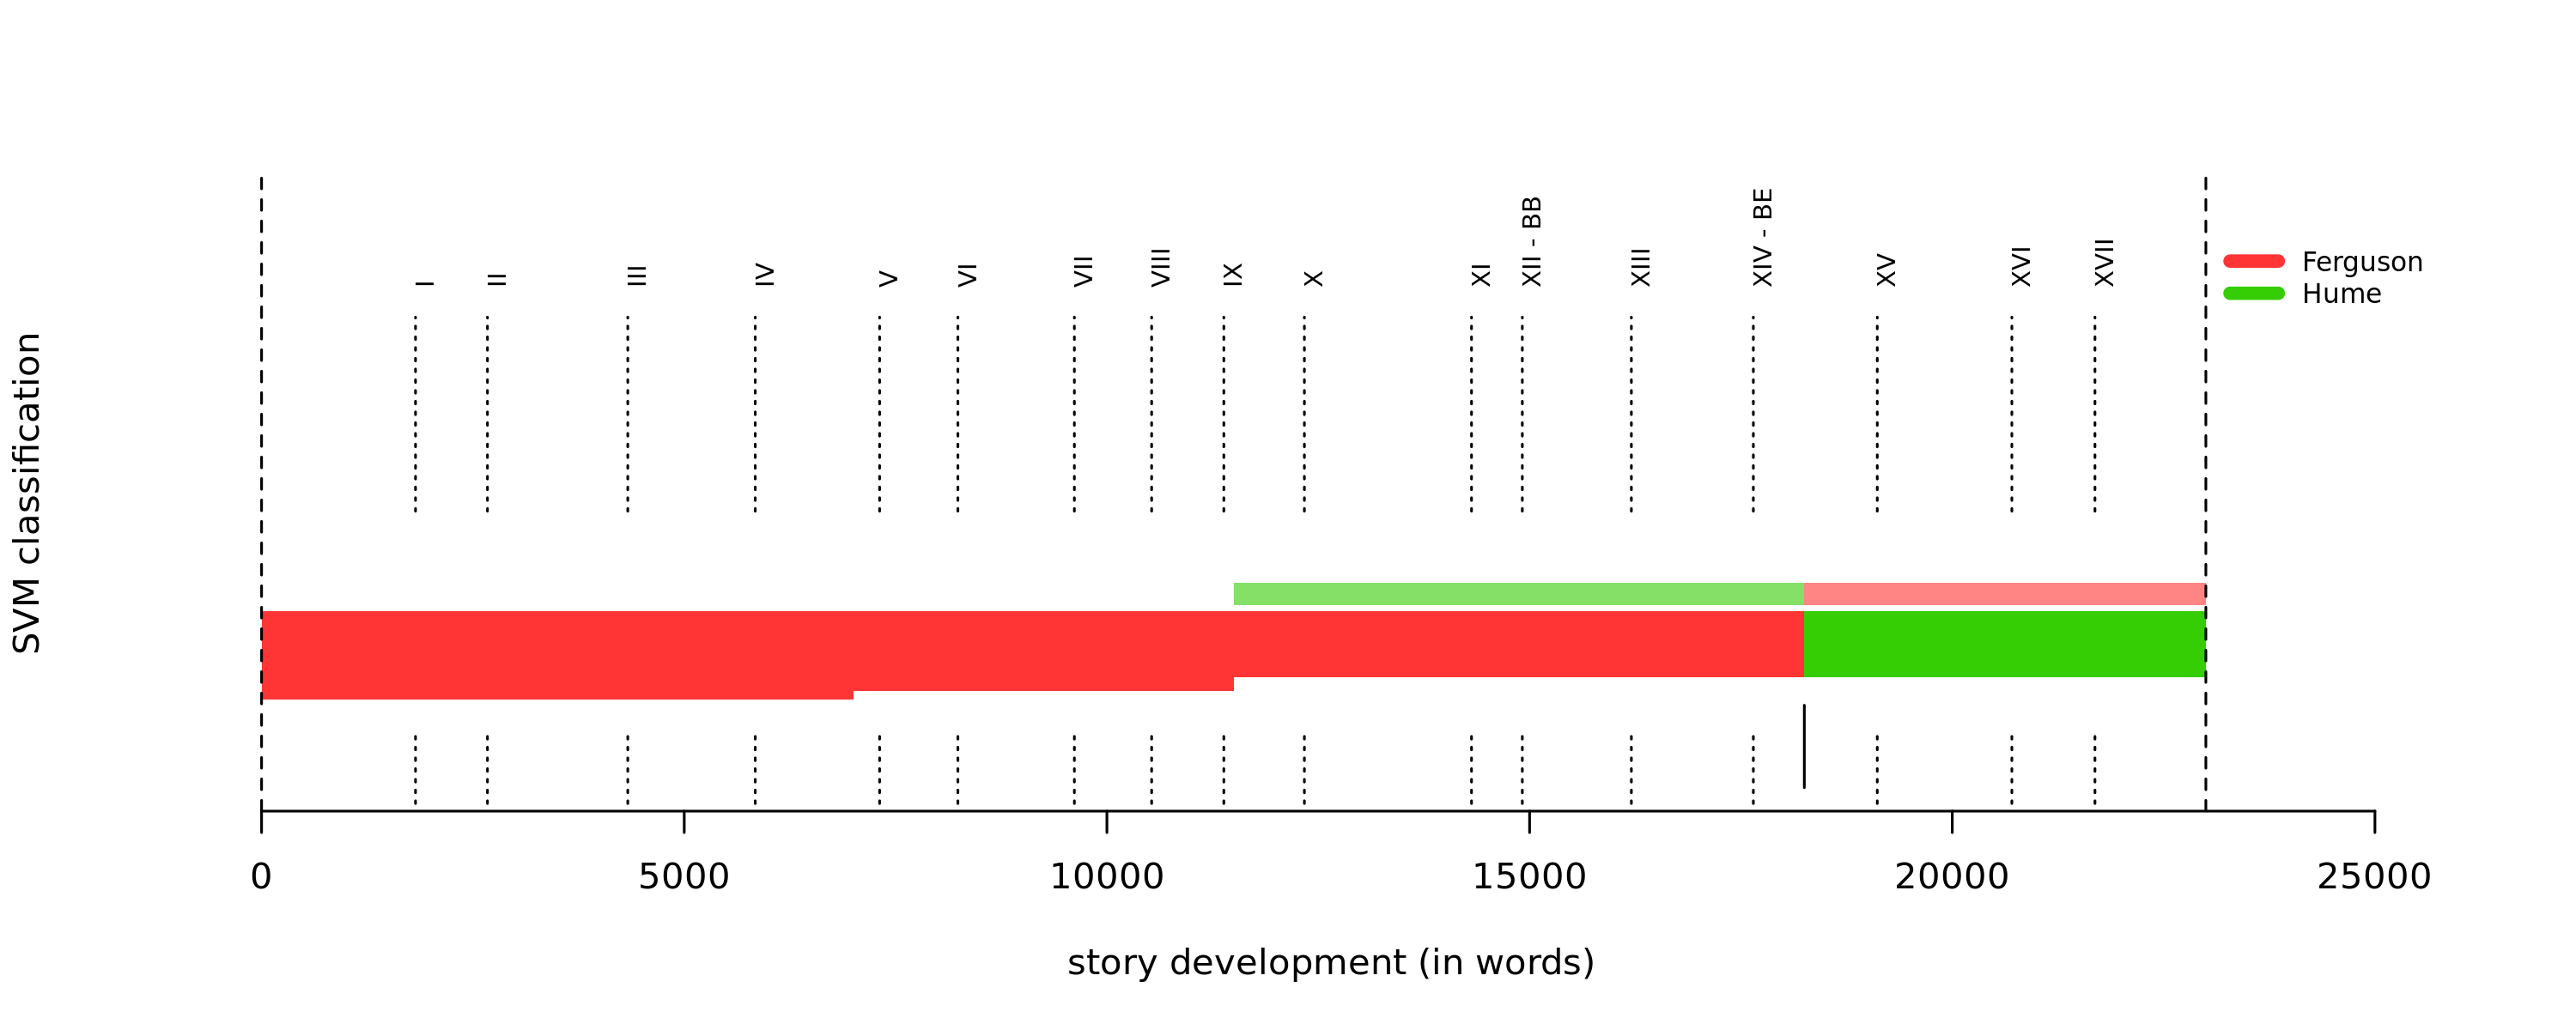 I
II
III
IV
V
VI
VII
VIII
IX
X
XI
XII - BB
XIII
XIV - BE
XV
XVI
XVII
Ferguson
Hume
SVM classification
0
5000
10000
15000
20000
25000
story development (in words)